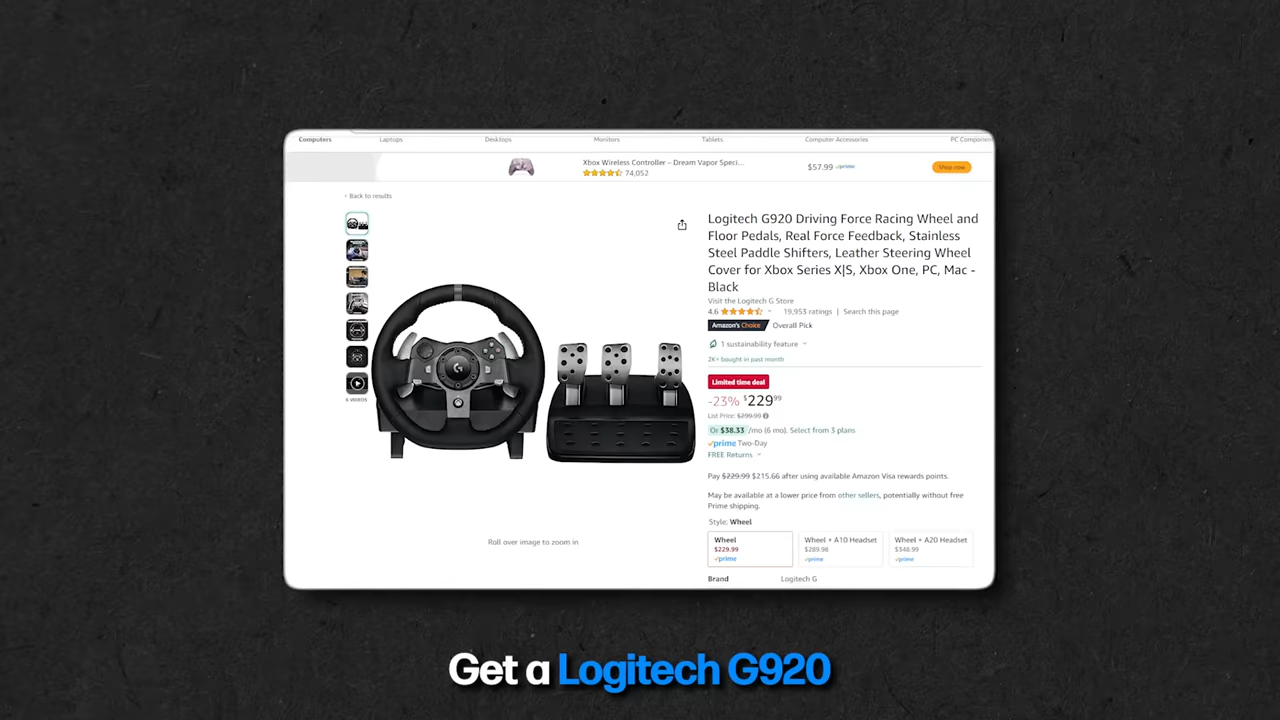 Computers
Laptops
Desktops
Monitors
Tablets
Computer Accessories
PC Componen
Xbox Wireless Controller – Dream Vapor Speci...
74,052
$57.99 prime
Shop now
‹ Back to results
Logitech G920 Driving Force Racing Wheel and
Floor Pedals, Real Force Feedback, Stainless
Steel Paddle Shifters, Leather Steering Wheel
Cover for Xbox Series X|S, Xbox One, PC, Mac -
Black
Visit the Logitech G Store
4.6 19,953 ratings | Search this page
Amazon's Choice Overall Pick
1 sustainability feature
2K+ bought in past month
6 VIDEOS
Limited time deal
-23% $229.99
List Price: $299.99
Or $38.33 /mo (6 mo). Select from 3 plans
prime Two-Day
FREE Returns
Pay $229.99 $215.66 after using available Amazon Visa rewards points.
May be available at a lower price from other sellers, potentially without free
Prime shipping.
Style: Wheel
Wheel
$229.99
prime
Wheel + A10 Headset
$289.98
prime
Wheel + A20 Headset
$348.99
prime
Roll over image to zoom in
Brand Logitech G
Get a Logitech G920